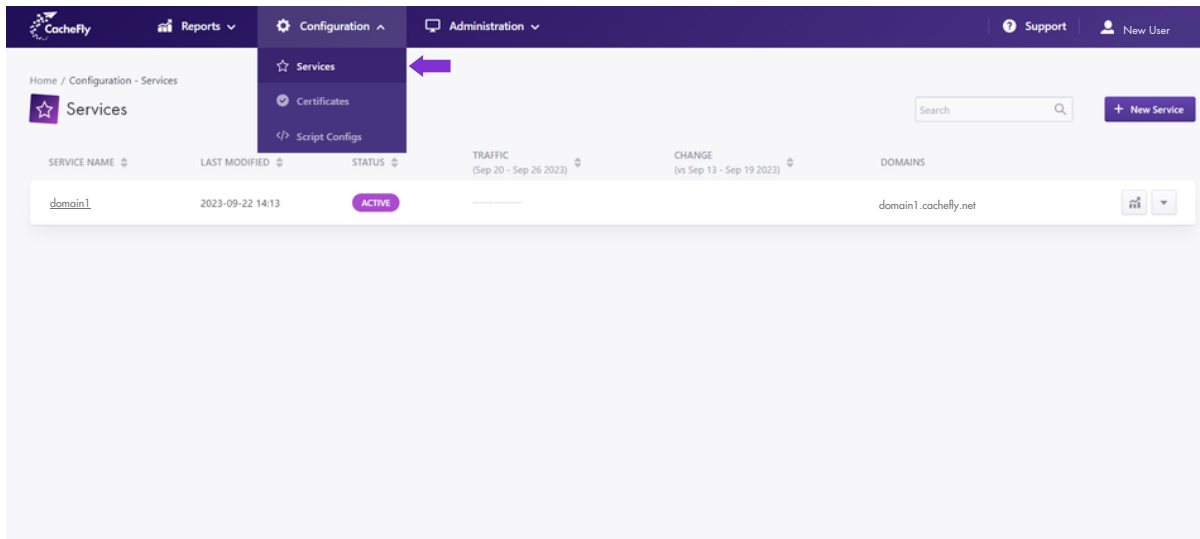 CacheFly Reports Configuration Administration Support New User
Services
Home / Configuration - Services
Certificates
Services
Search
+ New Service
Script Configs
SERVICE NAME LAST MODIFIED STATUS TRAFFIC CHANGE DOMAINS
(Sep 20 - Sep 26 2023) (vs Sep 13 - Sep 19 2023)
domain1 2023-09-22 14:13 ACTIVE domain1.cachefly.net